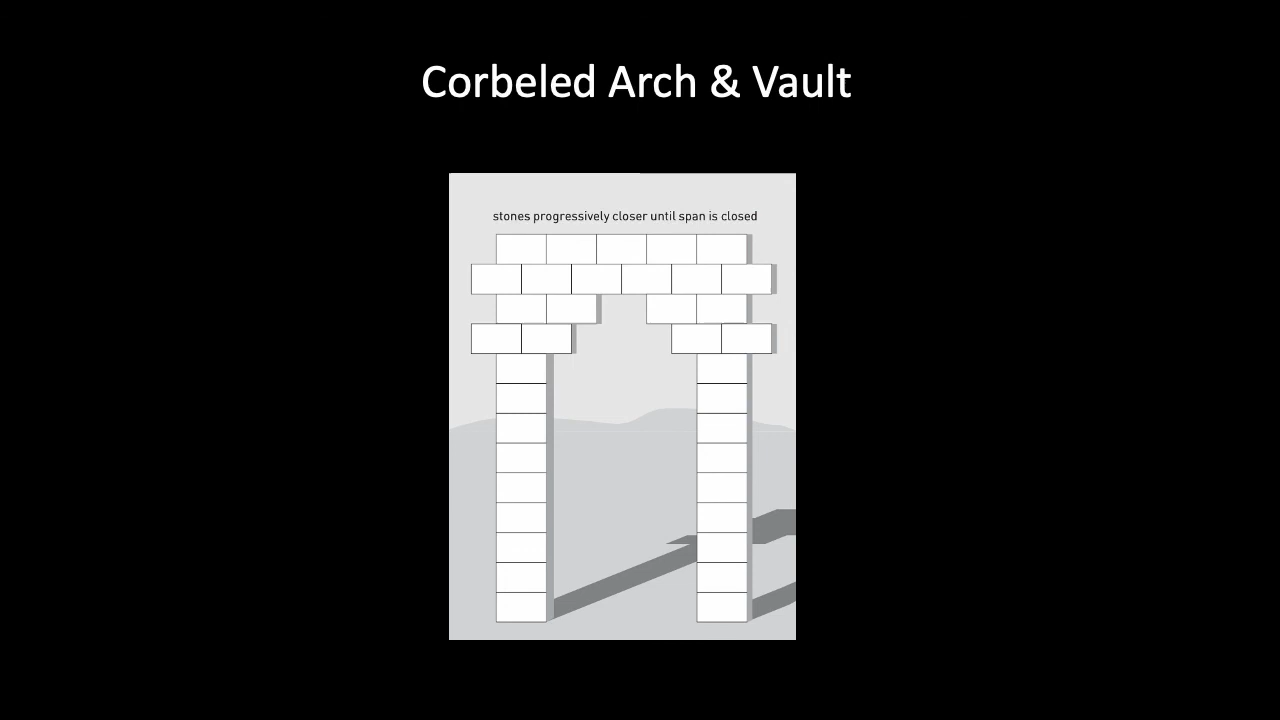 Corbeled Arch & Vault
stones progressively closer until span is closed